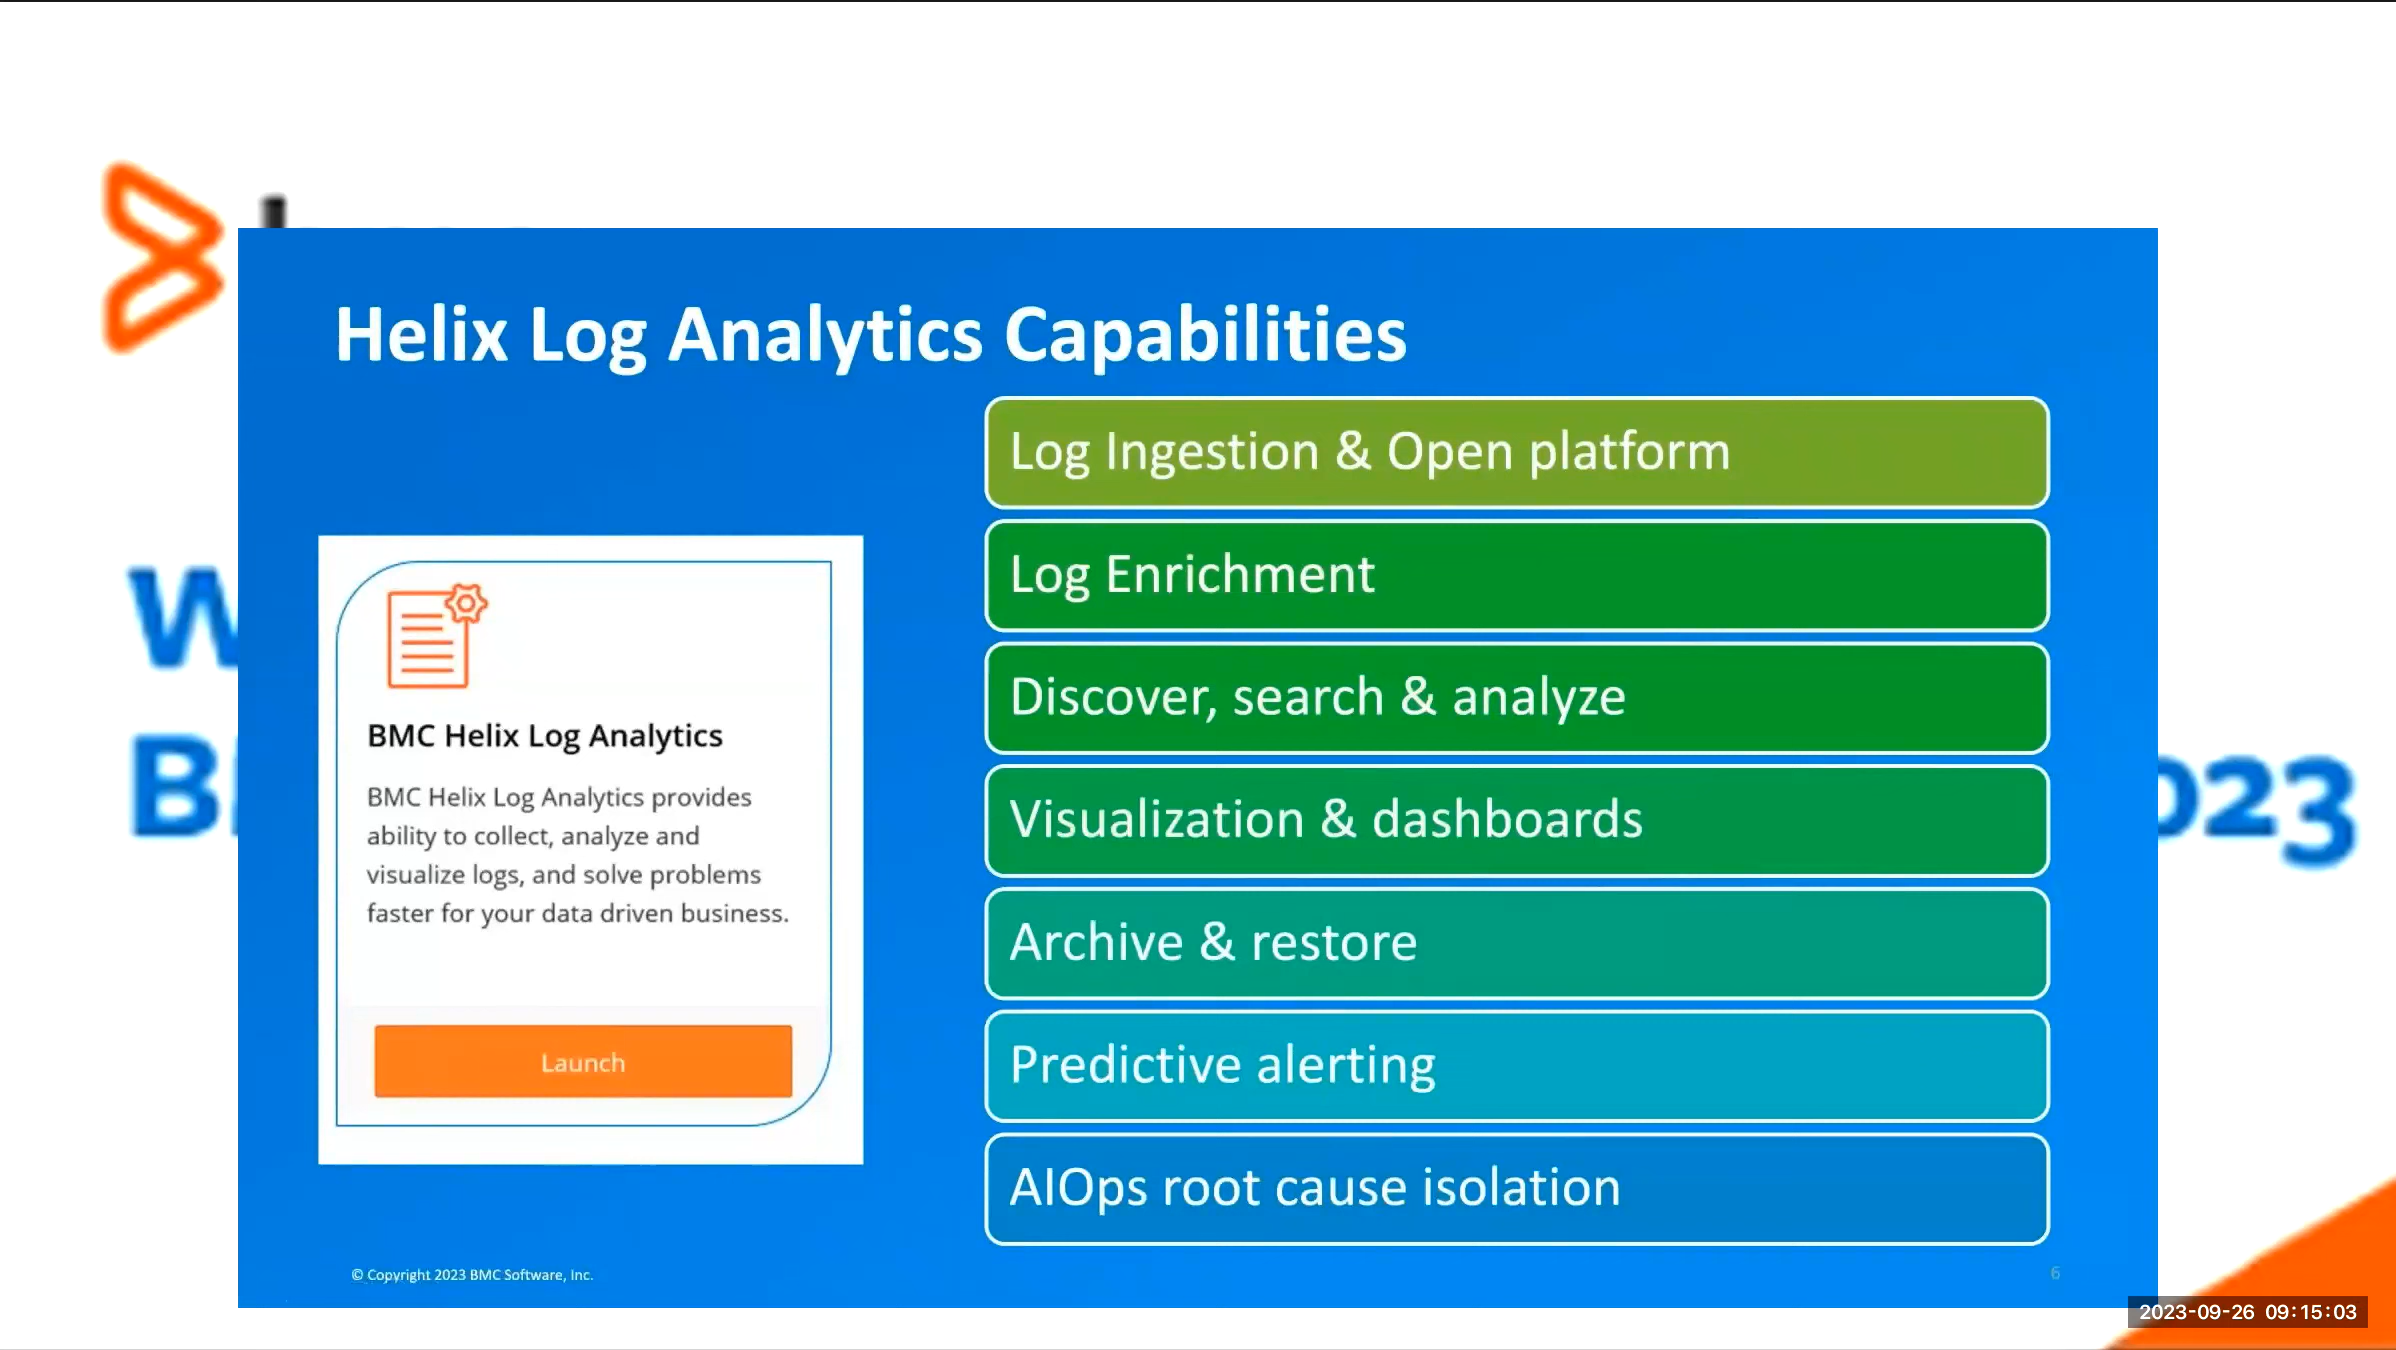 Helix Log Analytics Capabilities
BMC Helix Log Analytics
BMC Helix Log Analytics provides
ability to collect, analyze and
visualize logs, and solve problems
faster for your data driven business.
Launch
Log Ingestion & Open platform
Log Enrichment
Discover, search & analyze
Visualization & dashboards
Archive & restore
Predictive alerting
AIOps root cause isolation
© Copyright 2023 BMC Software, Inc.
6
2023-09-26 09:15:03